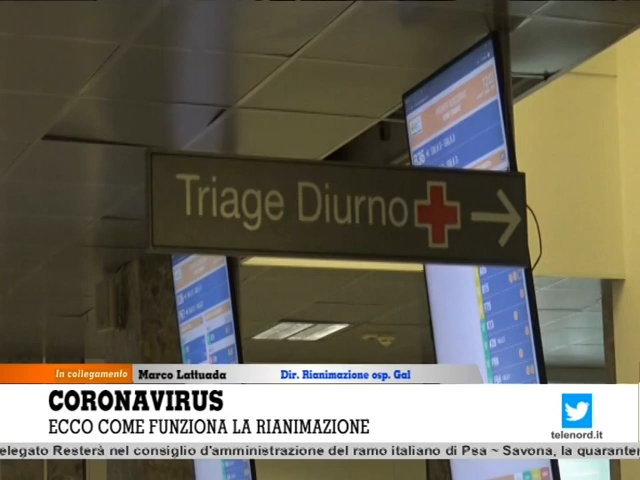 Triage Diurno
In collegamento
Marco Lattuada
Dir. Rianimazione osp. Gal
CORONAVIRUS
ECCO COME FUNZIONA LA RIANIMAZIONE
telenord.it
elegato Resterà nel consiglio d'amministrazione del ramo italiano di Psa ~ Savona, la quaranten